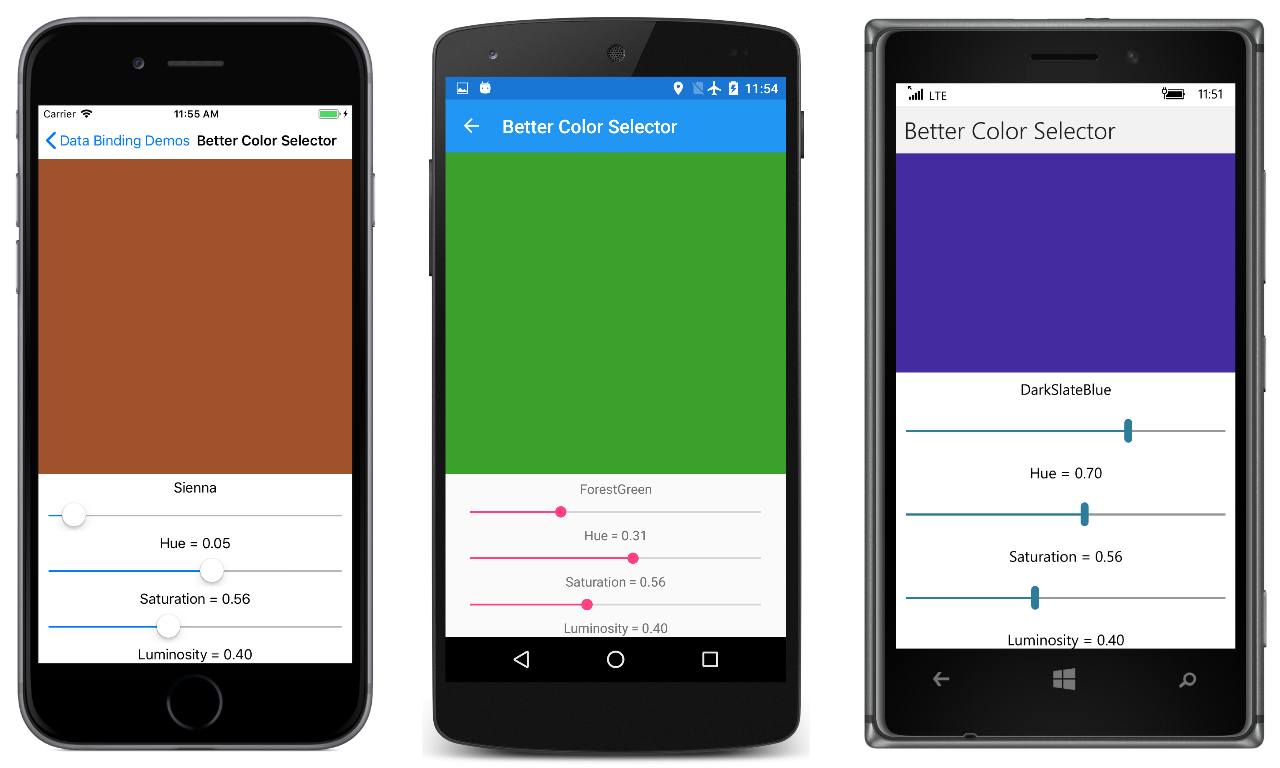 Carrier 11:55 AM
Data Binding Demos Better Color Selector
Sienna
Hue = 0.05
Saturation = 0.56
Luminosity = 0.40
11:54
Better Color Selector
ForestGreen
Hue = 0.31
Saturation = 0.56
Luminosity = 0.40
LTE 11:51
Better Color Selector
DarkSlateBlue
Hue = 0.70
Saturation = 0.56
Luminosity = 0.40